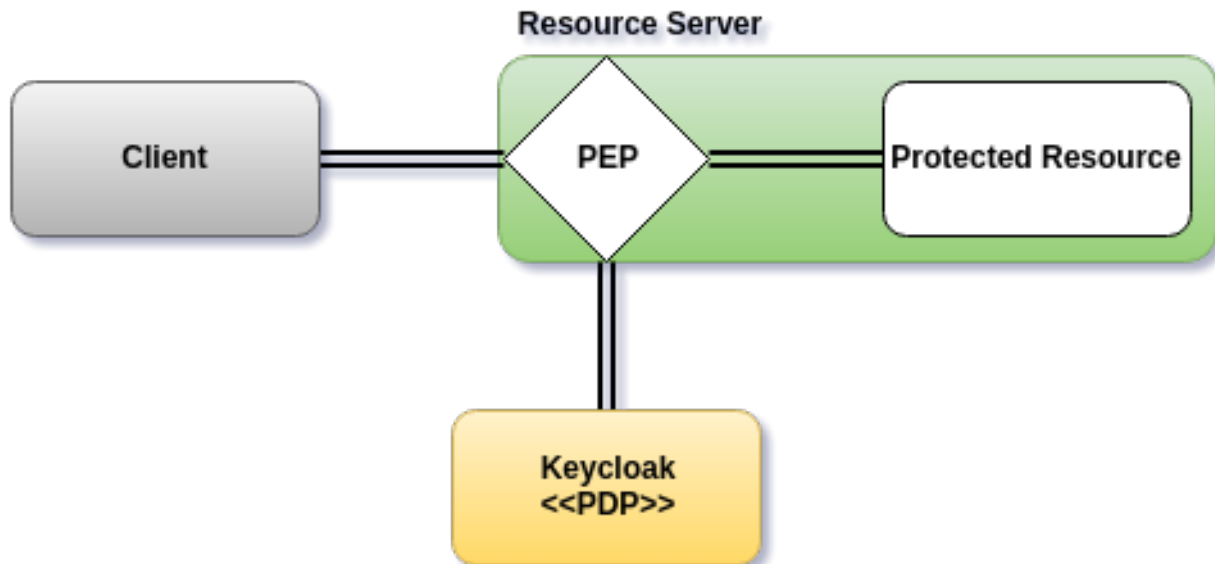 Resource Server
Client
PEP
Protected Resource
Keycloak
<<PDP>>